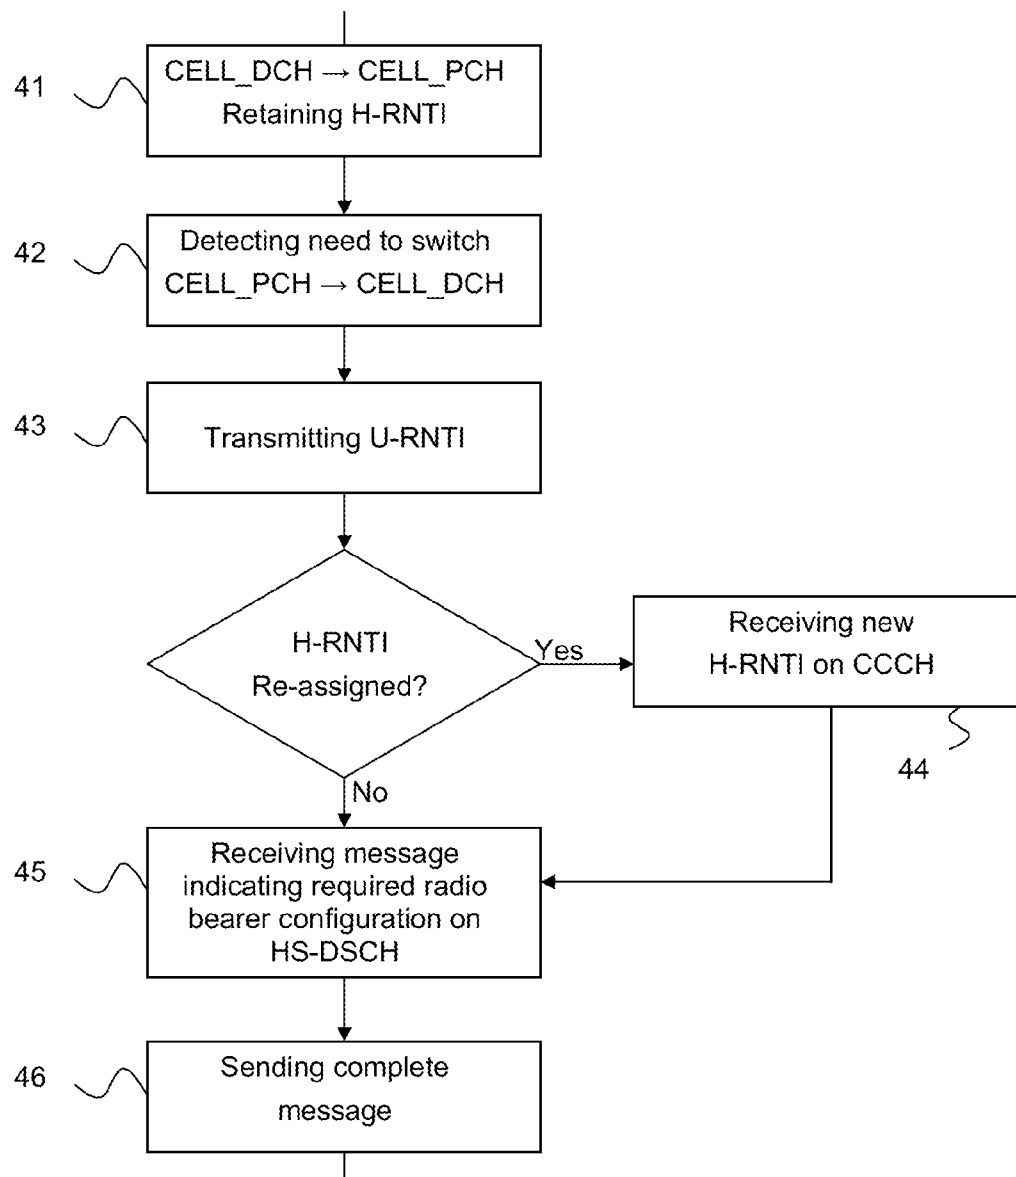 41
CELL_DCH → CELL_PCH
Retaining H-RNTI
42
Detecting need to switch
CELL_PCH → CELL_DCH
43
Transmitting U-RNTI
H-RNTI
Re-assigned?
Yes
Receiving new
H-RNTI on CCCH
44
No
45
Receiving message
indicating required radio
bearer configuration on
HS-DSCH
46
Sending complete
message